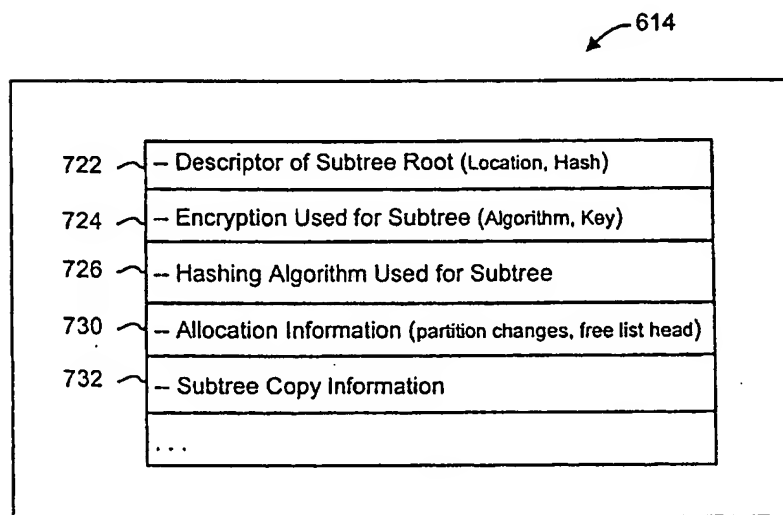 614
722 – Descriptor of Subtree Root (Location, Hash)
724 – Encryption Used for Subtree (Algorithm, Key)
726 – Hashing Algorithm Used for Subtree
730 – Allocation Information (partition changes, free list head)
732 – Subtree Copy Information
. . .